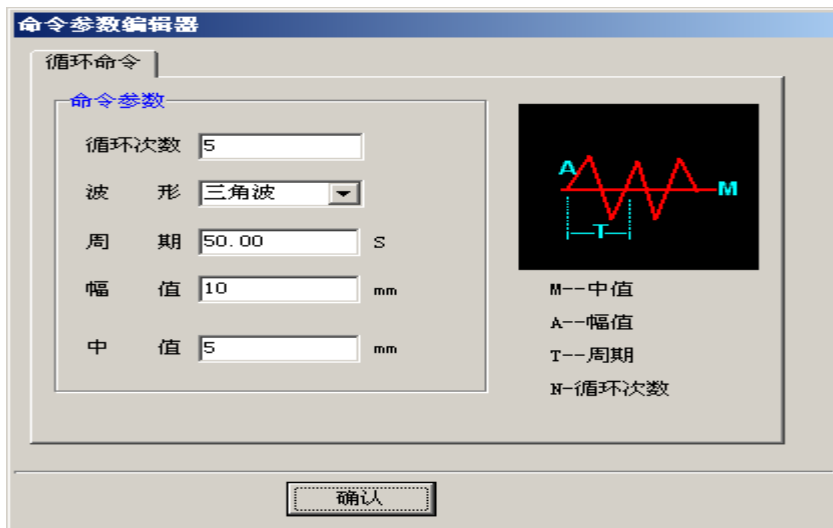 命令参数编辑器
循环命令
命令参数
循环次数 5
波 形 三角波
周 期 50.00 S
幅 值 10 mm
中 值 5 mm
A
M
T
M--中值
A--幅值
T--周期
N-循环次数
确认